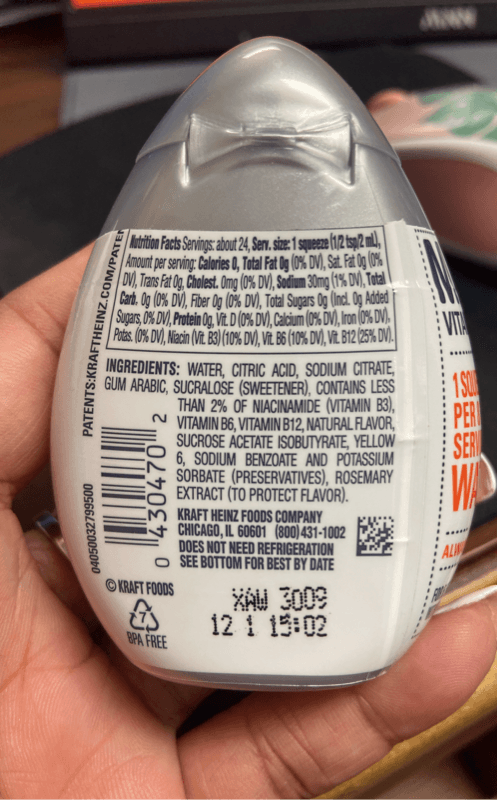 Nutrition Facts Servings: about 24, Serv. size: 1 squeeze (1/2 tsp/2 mL),
Amount per serving: Calories 0, Total Fat 0g (0% DV), Sat. Fat 0g (0%
DV), Trans Fat 0g, Cholest. 0mg (0% DV), Sodium 30mg (1% DV), Total
Carb. 0g (0% DV), Fiber 0g (0% DV), Total Sugars 0g (Incl. 0g Added
Sugars, 0% DV), Protein 0g, Vit. D (0% DV), Calcium (0% DV), Iron (0% DV),
Potas. (0% DV), Niacin (Vit. B3) (10% DV), Vit. B6 (10% DV), Vit. B12 (25% DV).
INGREDIENTS: WATER, CITRIC ACID, SODIUM CITRATE,
GUM ARABIC, SUCRALOSE (SWEETENER), CONTAINS LESS
THAN 2% OF NIACINAMIDE (VITAMIN B3),
VITAMIN B6, VITAMIN B12, NATURAL FLAVOR,
SUCROSE ACETATE ISOBUTYRATE, YELLOW
6, SODIUM BENZOATE AND POTASSIUM
SORBATE (PRESERVATIVES), ROSEMARY
EXTRACT (TO PROTECT FLAVOR).
KRAFT HEINZ FOODS COMPANY
CHICAGO, IL 60601 (800) 431-1002
DOES NOT NEED REFRIGERATION
SEE BOTTOM FOR BEST BY DATE
PATENTS:KRAFTHEINZ.COM/PATEN
0 430470 2
04050032799500
© KRAFT FOODS
7
BPA FREE
XAW 3009
12 1 15:02
M
VITA
1 SQU
PER
SERV
WA
ALW